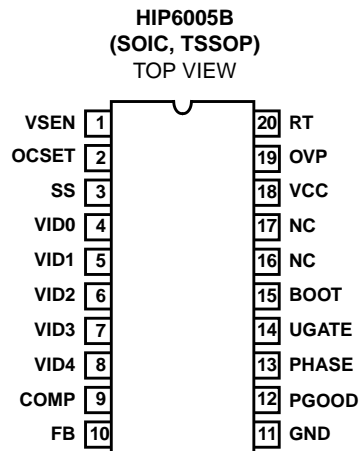 HIP6005B
(SOIC, TSSOP)
TOP VIEW
VSEN 1 20 RT
OCSET 2 19 OVP
SS 3 18 VCC
VID0 4 17 NC
VID1 5 16 NC
VID2 6 15 BOOT
VID3 7 14 UGATE
VID4 8 13 PHASE
COMP 9 12 PGOOD
FB 10 11 GND